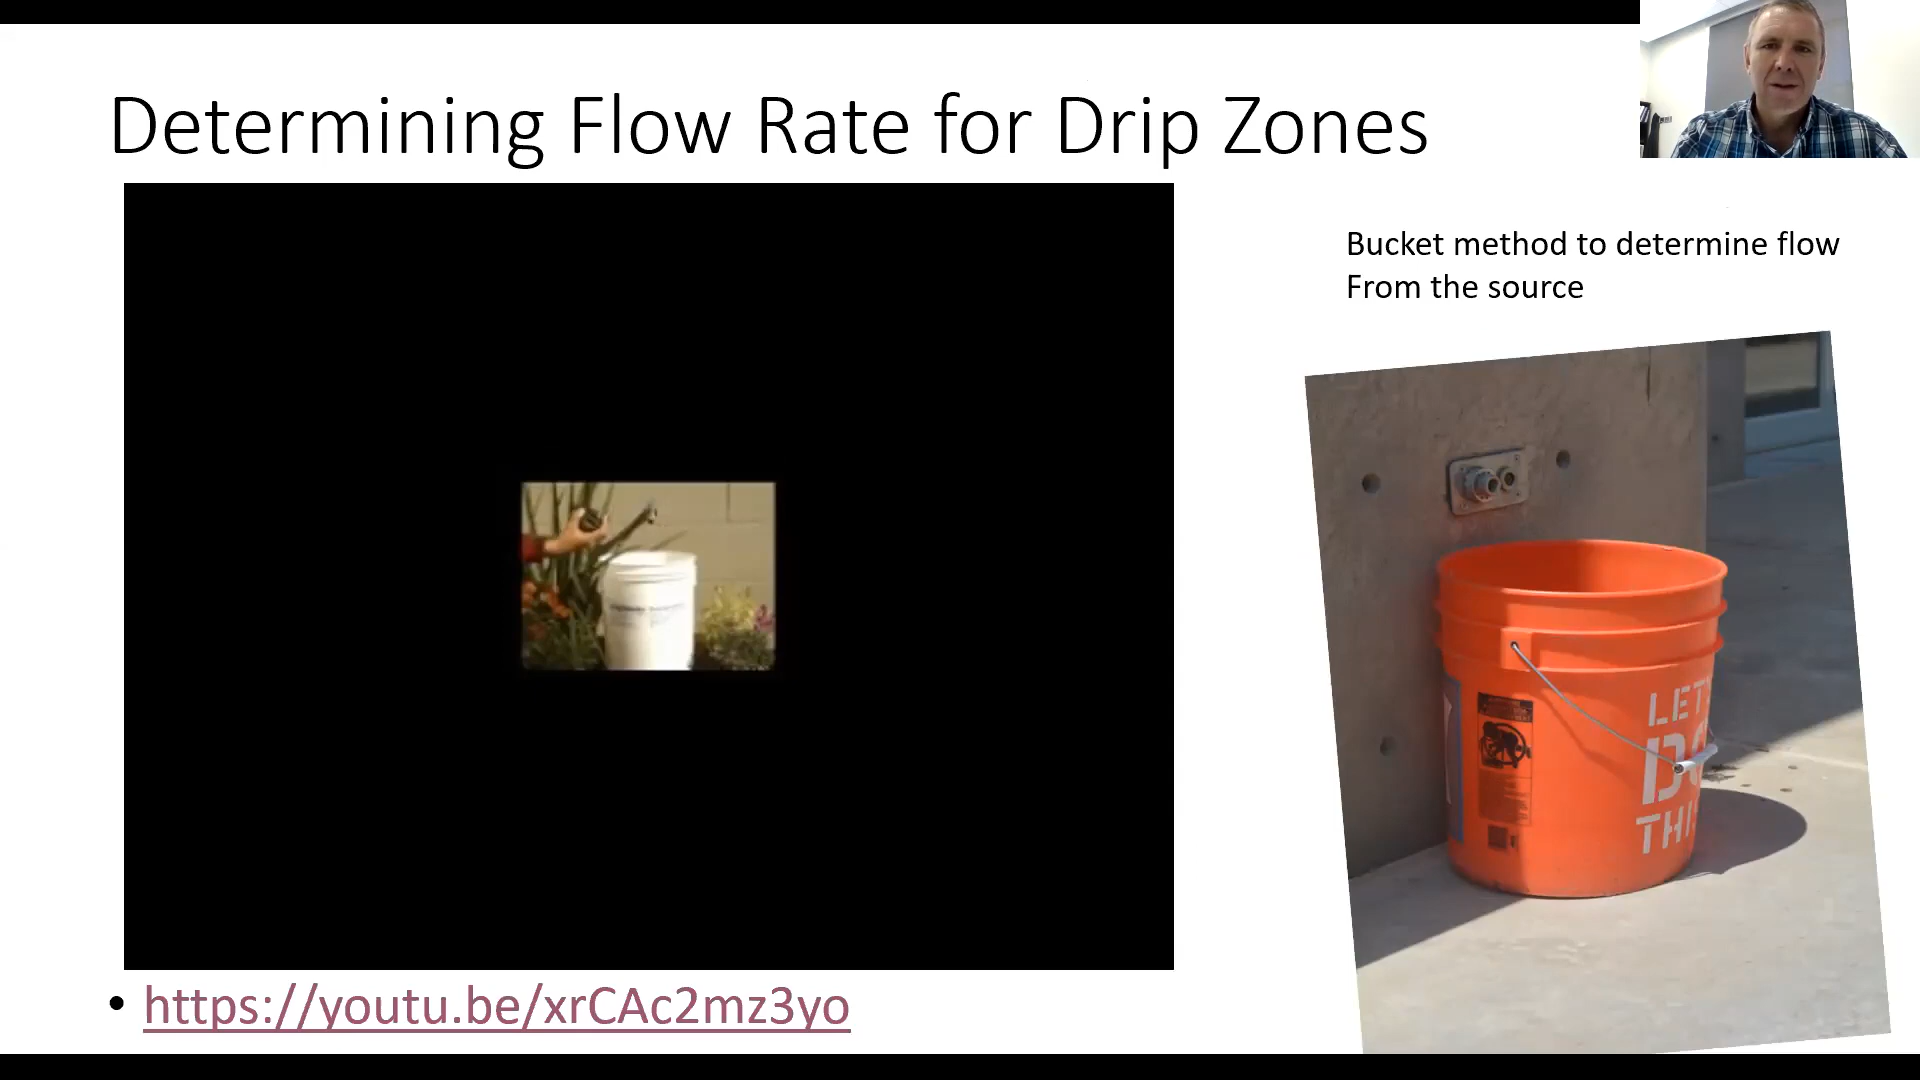 Determining Flow Rate for Drip Zones
Bucket method to determine flow
From the source
LET'
DO
THIS
• https://youtu.be/xrCAc2mz3yo